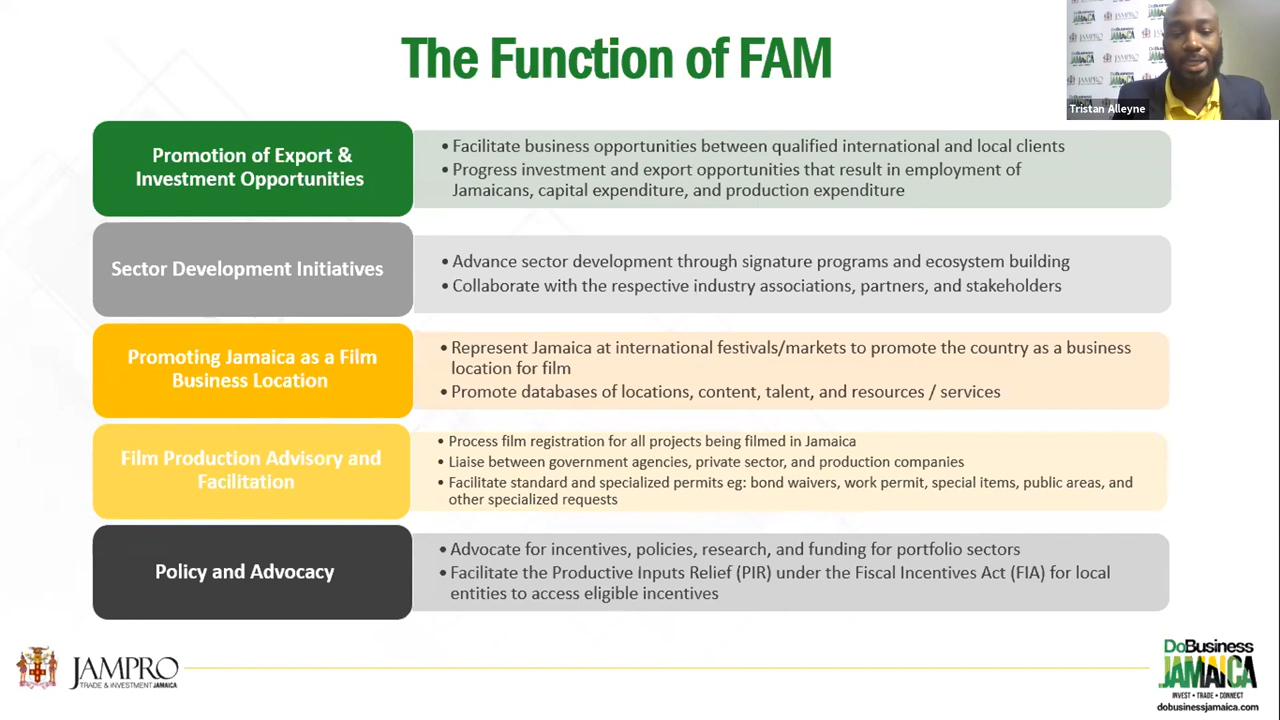 The Function of FAM
Tristan Alleyne
Promotion of Export &
Investment Opportunities
• Facilitate business opportunities between qualified international and local clients
• Progress investment and export opportunities that result in employment of
Jamaicans, capital expenditure, and production expenditure
Sector Development Initiatives
• Advance sector development through signature programs and ecosystem building
• Collaborate with the respective industry associations, partners, and stakeholders
Promoting Jamaica as a Film
Business Location
• Represent Jamaica at international festivals/markets to promote the country as a business
location for film
• Promote databases of locations, content, talent, and resources / services
Film Production Advisory and
Facilitation
• Process film registration for all projects being filmed in Jamaica
• Liaise between government agencies, private sector, and production companies
• Facilitate standard and specialized permits eg: bond waivers, work permit, special items, public areas, and
other specialized requests
Policy and Advocacy
• Advocate for incentives, policies, research, and funding for portfolio sectors
• Facilitate the Productive Inputs Relief (PIR) under the Fiscal Incentives Act (FIA) for local
entities to access eligible incentives
JAMPRO
TRADE & INVESTMENT JAMAICA
DoBusiness
JAMAICA
INVEST • TRADE • CONNECT
dobusinessjamaica.com